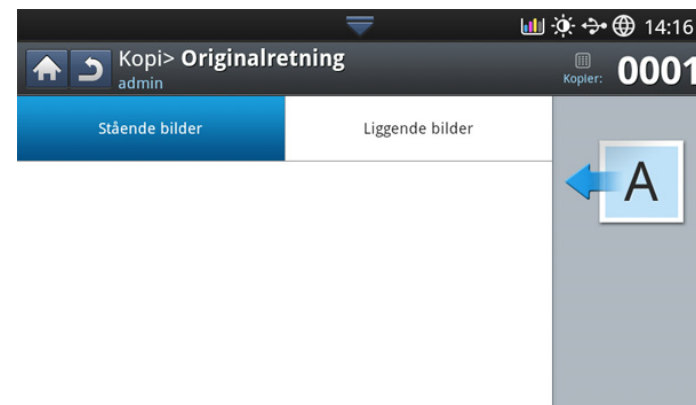 14:16
Kopi> Originalretning
admin
Kopier: 0001
Stående bilder
Liggende bilder
A